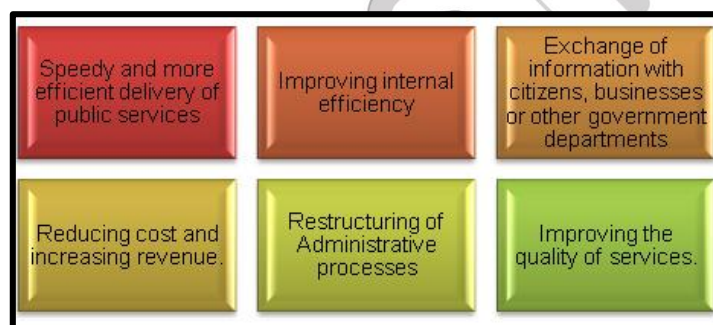 Speedy and more
efficient delivery of
public services
Improving internal
efficiency
Exchange of
information with
citizens, businesses
or other government
departments
Reducing cost and
increasing revenue.
Restructuring of
Administrative
processes
Improving the
quality of services.